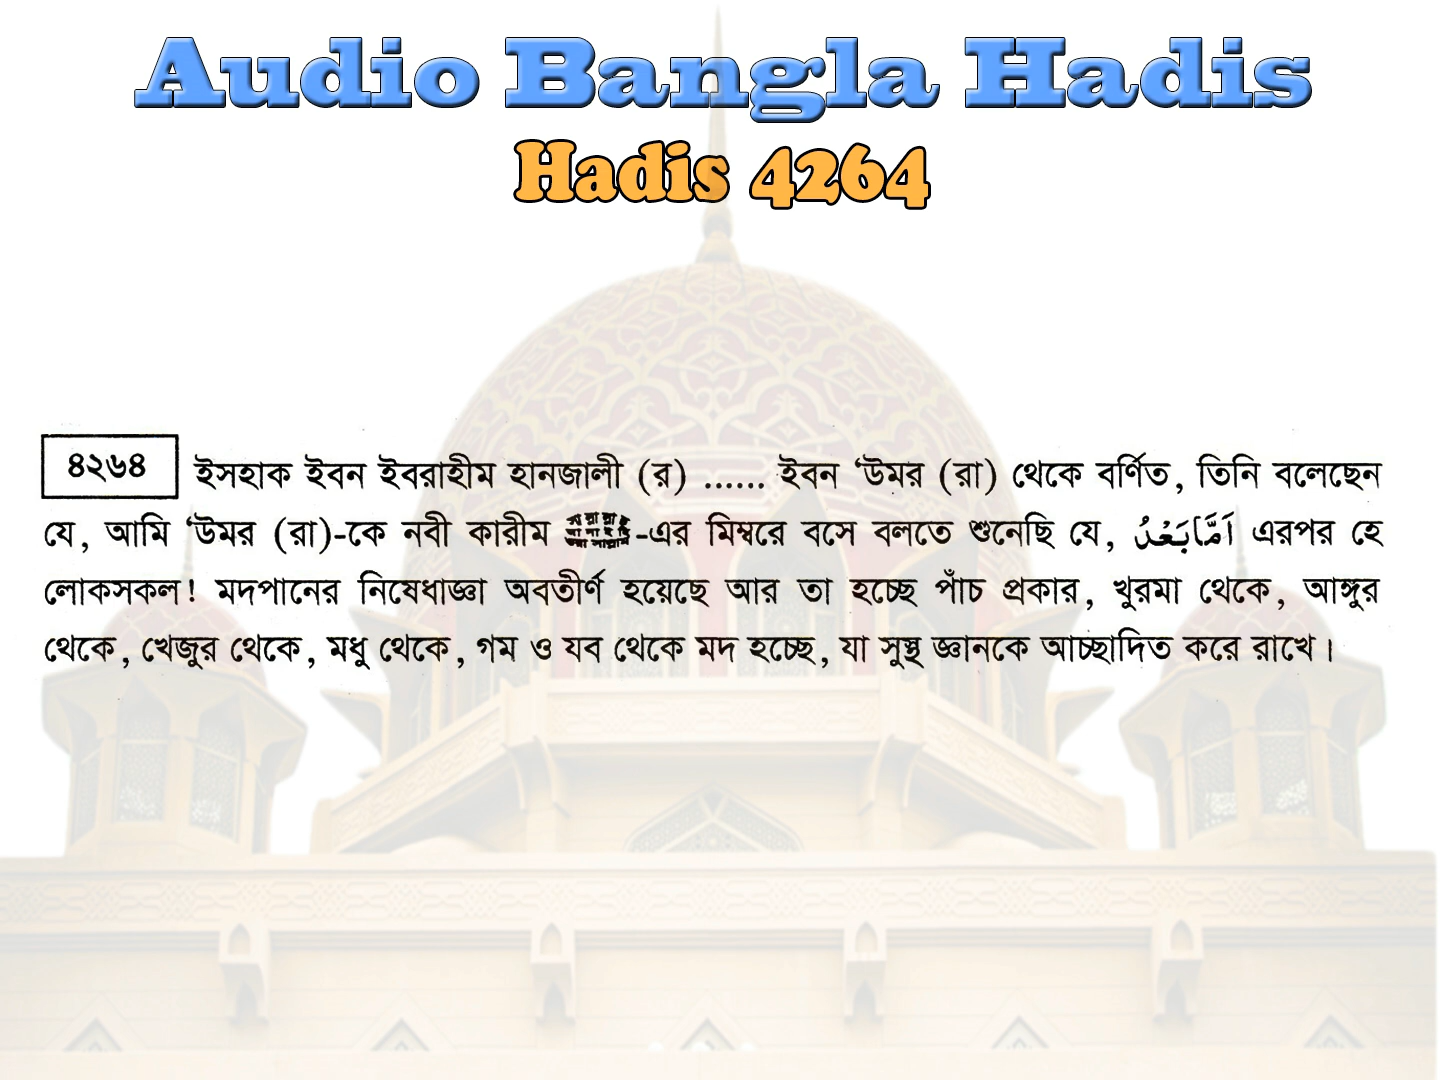 Audio Bangla Hadis
Hadis 4264
৪২৬৪ ইসহাক ইবন ইবরাহীম হানজালী (র) ...... ইবন ‘উমর (রা) থেকে বর্ণিত, তিনি বলেছেন
যে, আমি ‘উমর (রা)-কে নবী কারীম -এর মিম্বরে বসে বলতে শুনেছি যে, اَمَّابَعْدُ এরপর হে
লোকসকল! মদপানের নিষেধাজ্ঞা অবতীর্ণ হয়েছে আর তা হচ্ছে পাঁচ প্রকার, খুরমা থেকে, আঙ্গুর
থেকে, খেজুর থেকে, মধু থেকে, গম ও যব থেকে মদ হচ্ছে, যা সুস্থ জ্ঞানকে আচ্ছাদিত করে রাখে।